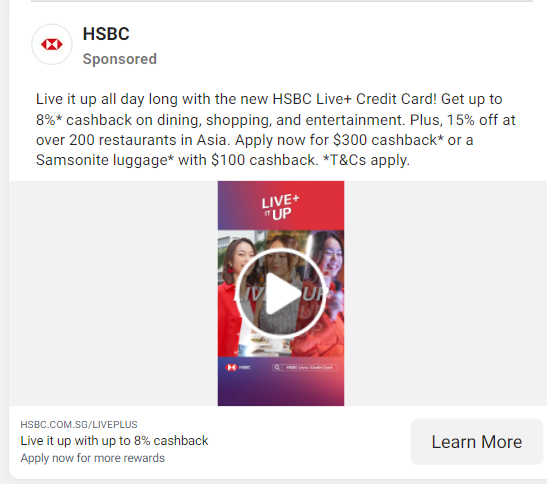 HSBC
Sponsored
Live it up all day long with the new HSBC Live+ Credit Card! Get up to
8%* cashback on dining, shopping, and entertainment. Plus, 15% off at
over 200 restaurants in Asia. Apply now for $300 cashback* or a
Samsonite luggage* with $100 cashback. *T&Cs apply.
LIVE+
IT UP
LIVE+ UP
HSBC
HSBC Live+ Credit Card
HSBC.COM.SG/LIVEPLUS
Live it up with up to 8% cashback
Apply now for more rewards
Learn More